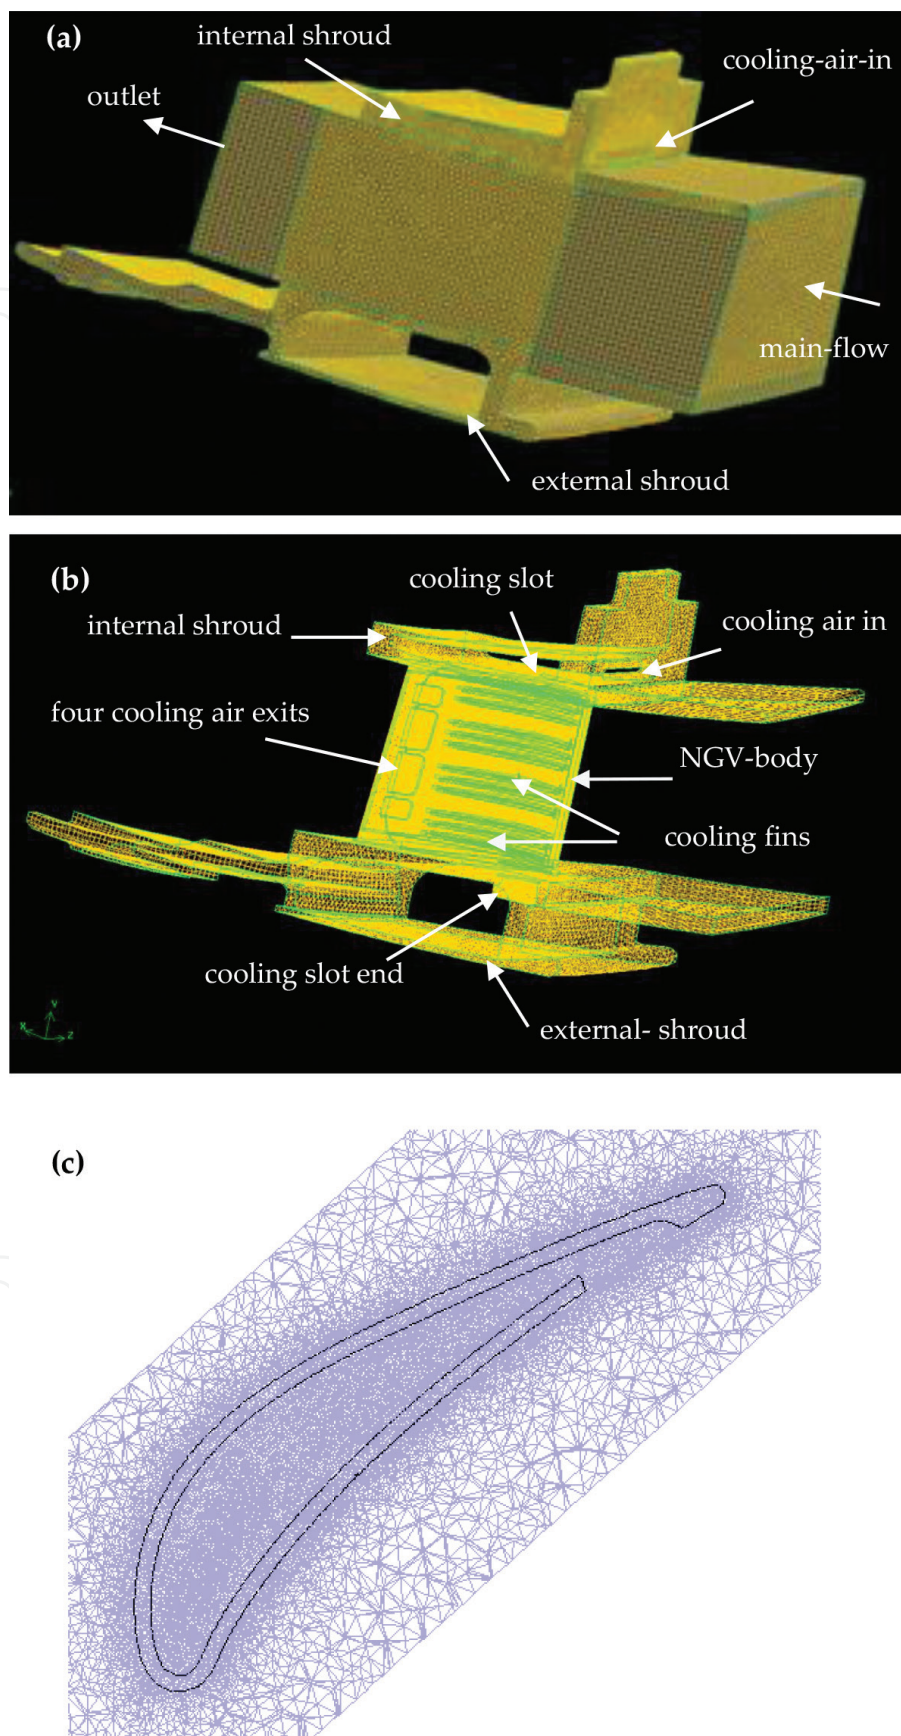 (a)
internal shroud
cooling-air-in
outlet
main-flow
external shroud
(b)
cooling slot
internal shroud
cooling air in
four cooling air exits
NGV-body
cooling fins
cooling slot end
external- shroud
Y
X
Z
(c)